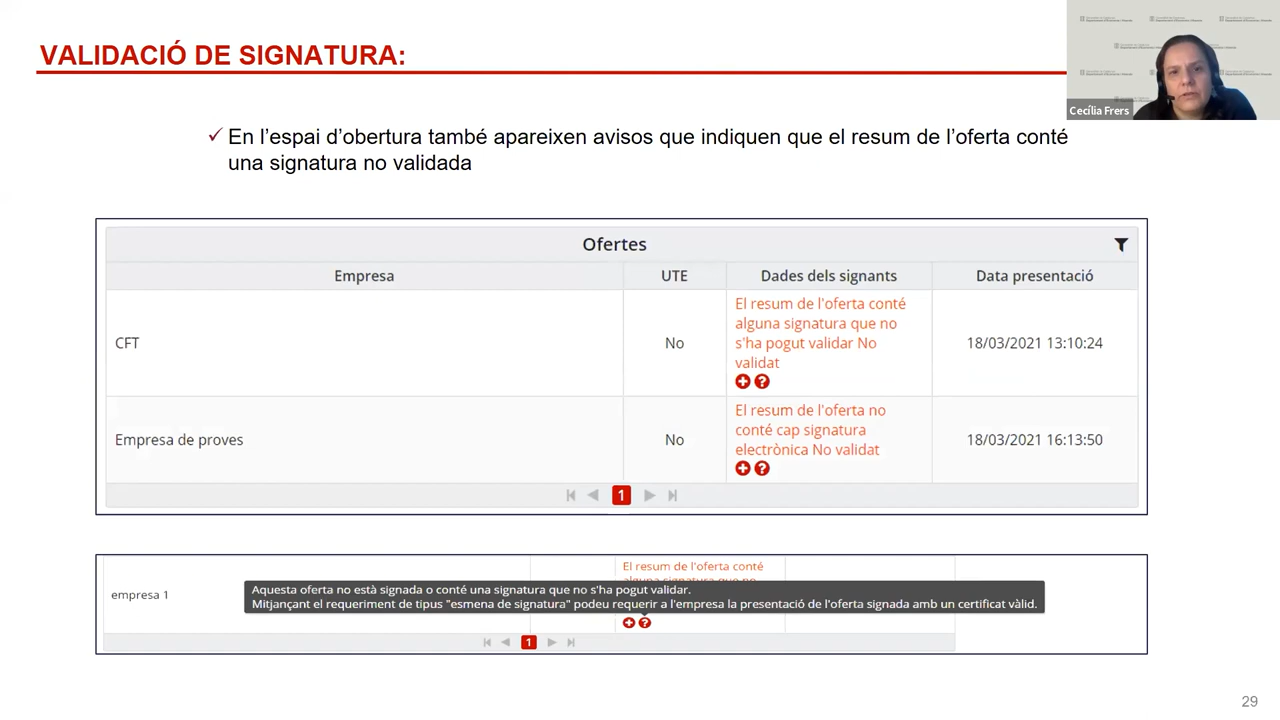 VALIDACIÓ DE SIGNATURA:
Cecília Frers
✓ En l’espai d’obertura també apareixen avisos que indiquen que el resum de l’oferta conté
una signatura no validada
Ofertes
Empresa UTE Dades dels signants Data presentació
CFT No El resum de l'oferta conté
alguna signatura que no
s'ha pogut validar No
validat
18/03/2021 13:10:24
Empresa de proves No El resum de l'oferta no
conté cap signatura
electrònica No validat
18/03/2021 16:13:50
1
El resum de l'oferta conté
empresa 1
Aquesta oferta no està signada o conté una signatura que no s'ha pogut validar.
Mitjançant el requeriment de tipus "esmena de signatura" podeu requerir a l'empresa la presentació de l'oferta signada amb un certificat vàlid.
1
29